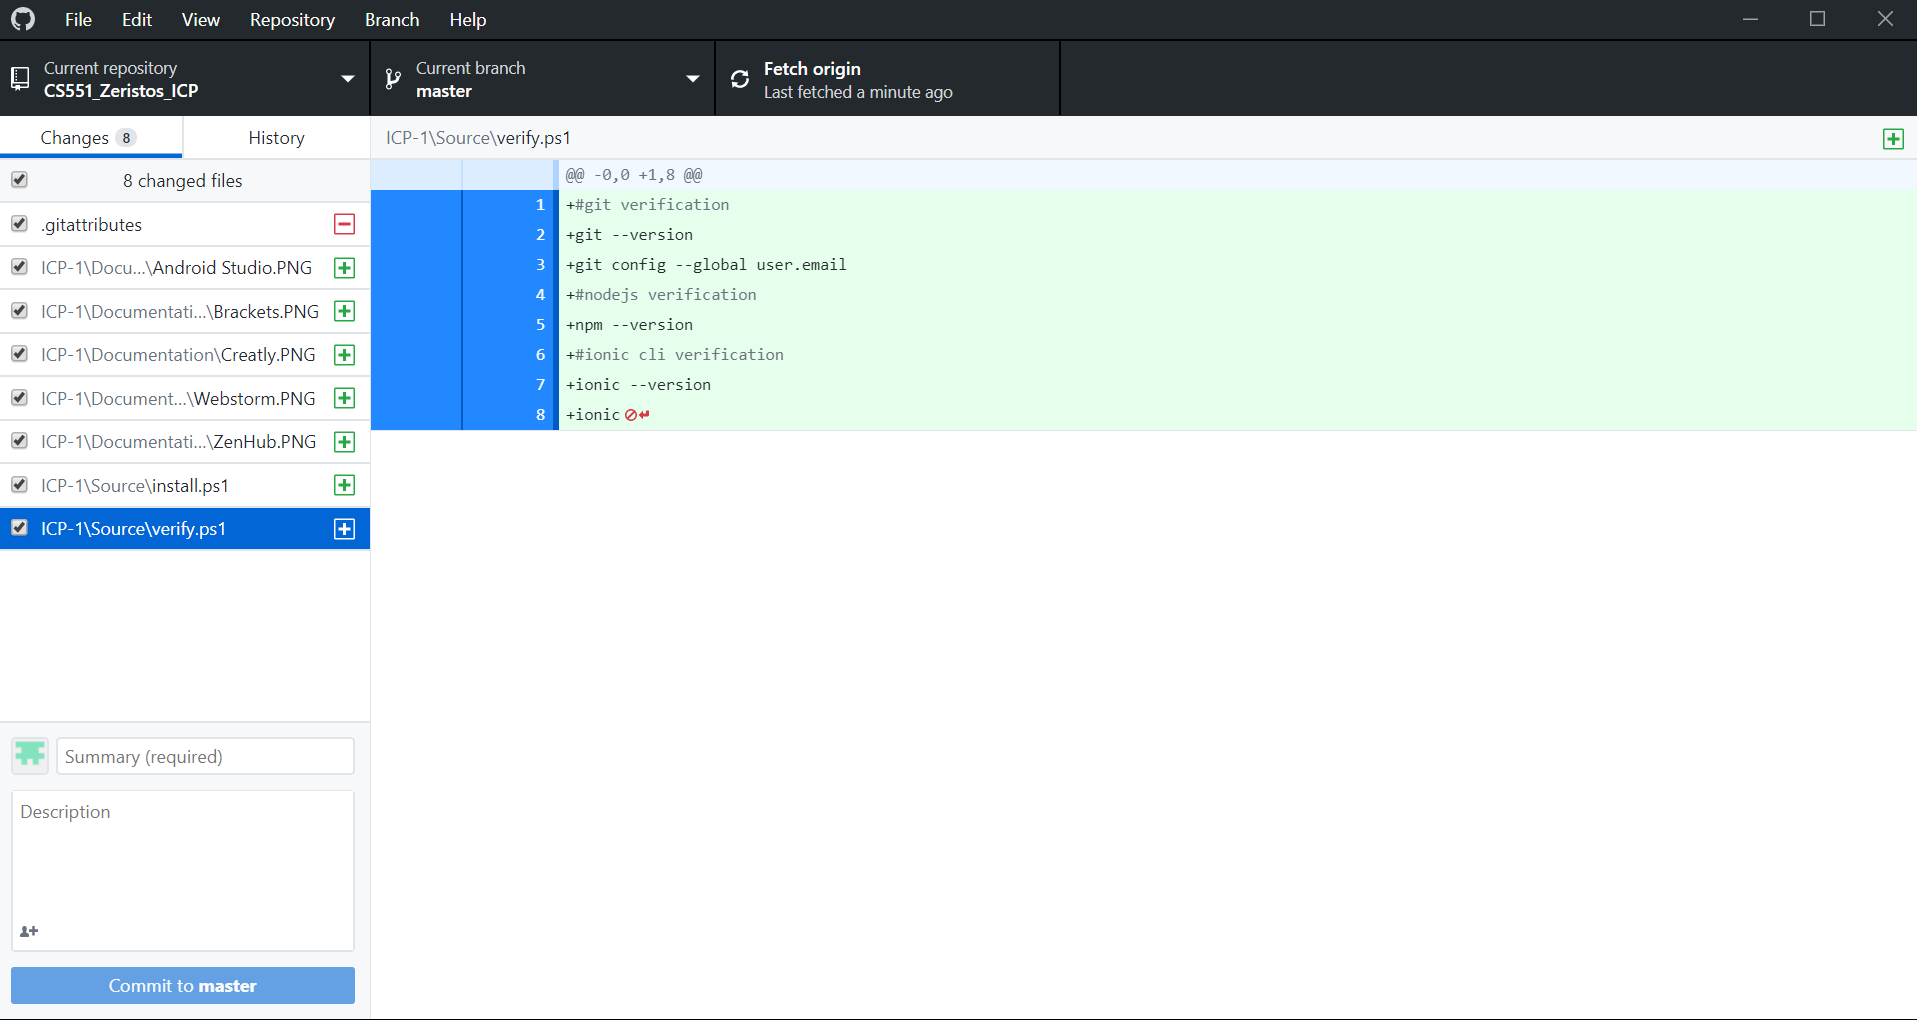 File Edit View Repository Branch Help
Current repository
CS551_Zeristos_ICP
Current branch
master
Fetch origin
Last fetched a minute ago
Changes 8
History
ICP-1\Source\verify.ps1
8 changed files
.gitattributes
ICP-1\Docu...\Android Studio.PNG
ICP-1\Documentati...\Brackets.PNG
ICP-1\Documentation\Creatly.PNG
ICP-1\Document...\Webstorm.PNG
ICP-1\Documentati...\ZenHub.PNG
ICP-1\Source\install.ps1
ICP-1\Source\verify.ps1
@@ -0,0 +1,8 @@
1 +#git verification
2 +git --version
3 +git config --global user.email
4 +#nodejs verification
5 +npm --version
6 +#ionic cli verification
7 +ionic --version
8 +ionic
Summary (required)
Description
Commit to master